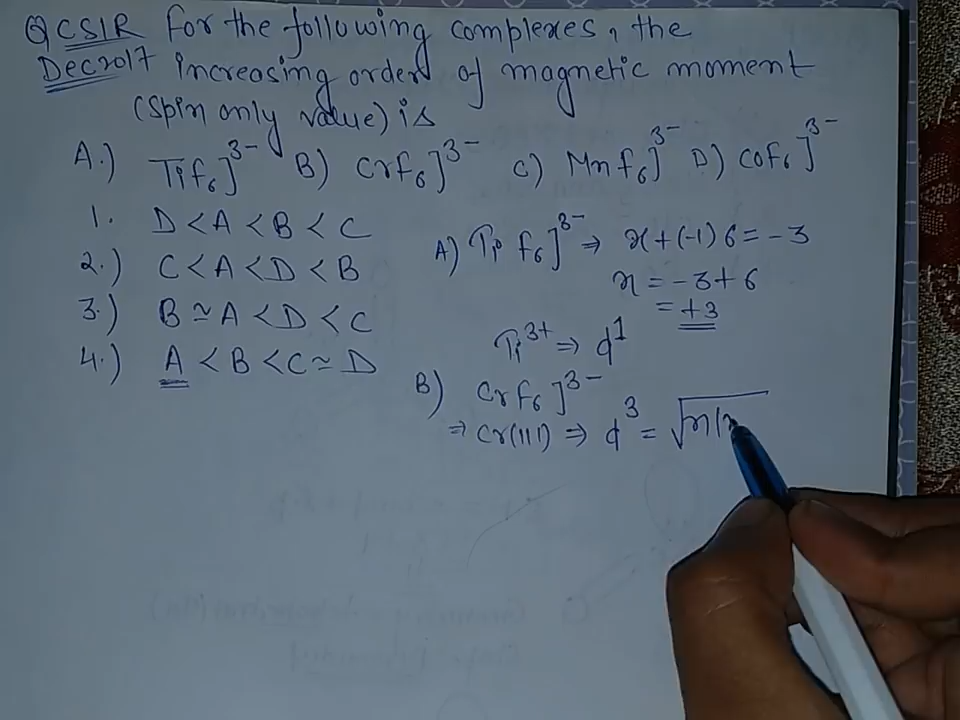 Q CSIR For the following complexes, the
Dec2017 increasing order of magnetic moment
(Spin only value) is
A.) TiF6]3- B) CrF6]3- C) MnF6]3- D) CoF6]3-
1. D < A < B < C
2.) C < A < D < B
3.) B ≃ A < D < C
4.) A < B < C ≃ D
A) TiF6]3- ⇒ x + (-1) 6 = -3
x = -3 + 6
= +3
Ti3+ ⇒ d1
B) CrF6]3-
⇒ Cr(III) ⇒ d3 = √n(n